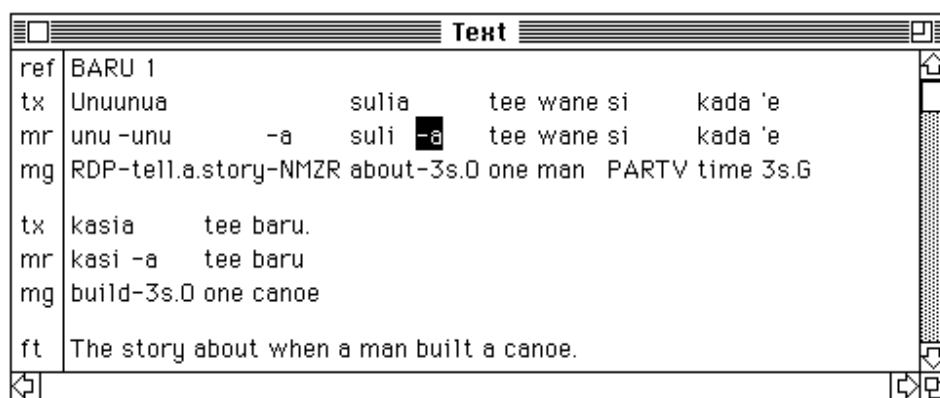 Text
ref BARU 1
tx Unuunua sulia tee wane si kada 'e
mr unu -unu -a suli -a tee wane si kada 'e
mg RDP-tell.a.story-NMZR about-3s.O one man PARTV time 3s.G
tx kasia tee baru.
mr kasi -a tee baru
mg build-3s.O one canoe
ft The story about when a man built a canoe.